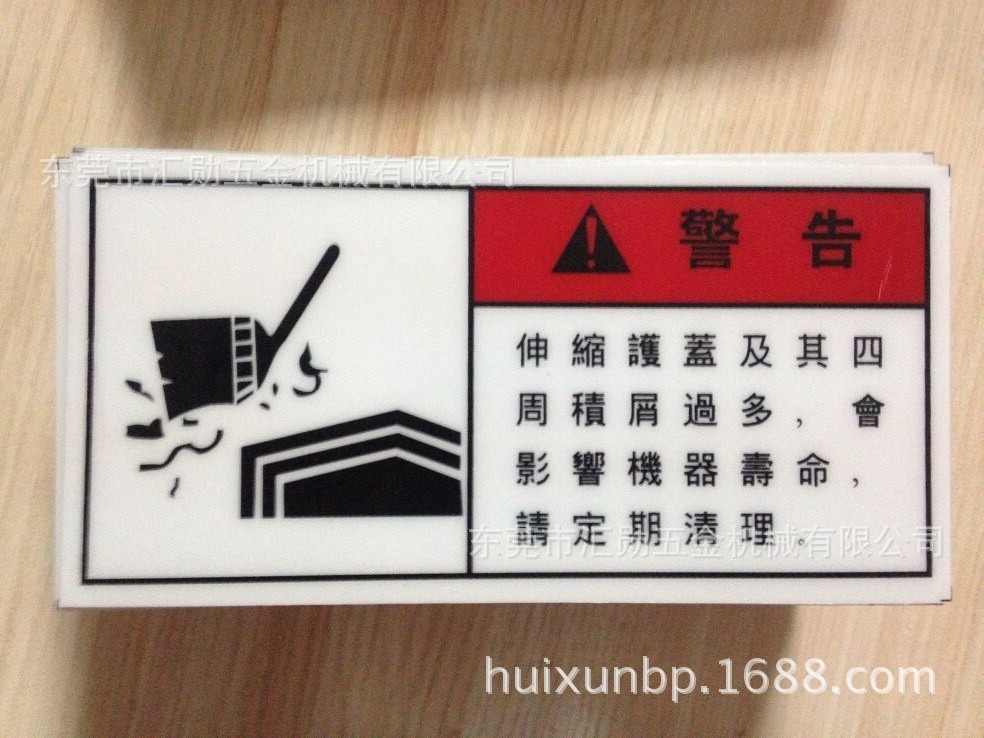 东莞市汇勋五金机械有限公司
警告
伸縮護蓋及其四
周積屑過多，會
影響機器壽命，
請定期清理。
东莞市汇勋五金机械有限公司
huixunbp.1688.com